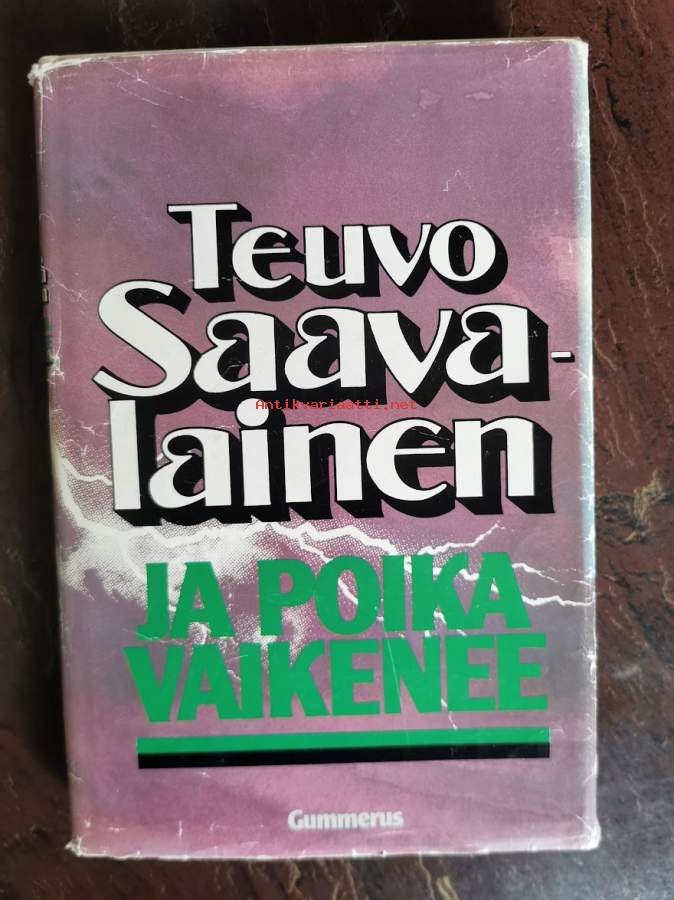 Teuvo
Saava-
lainen
Antikvariaatti.net
JA POIKA
VAIKENEE
Gummerus